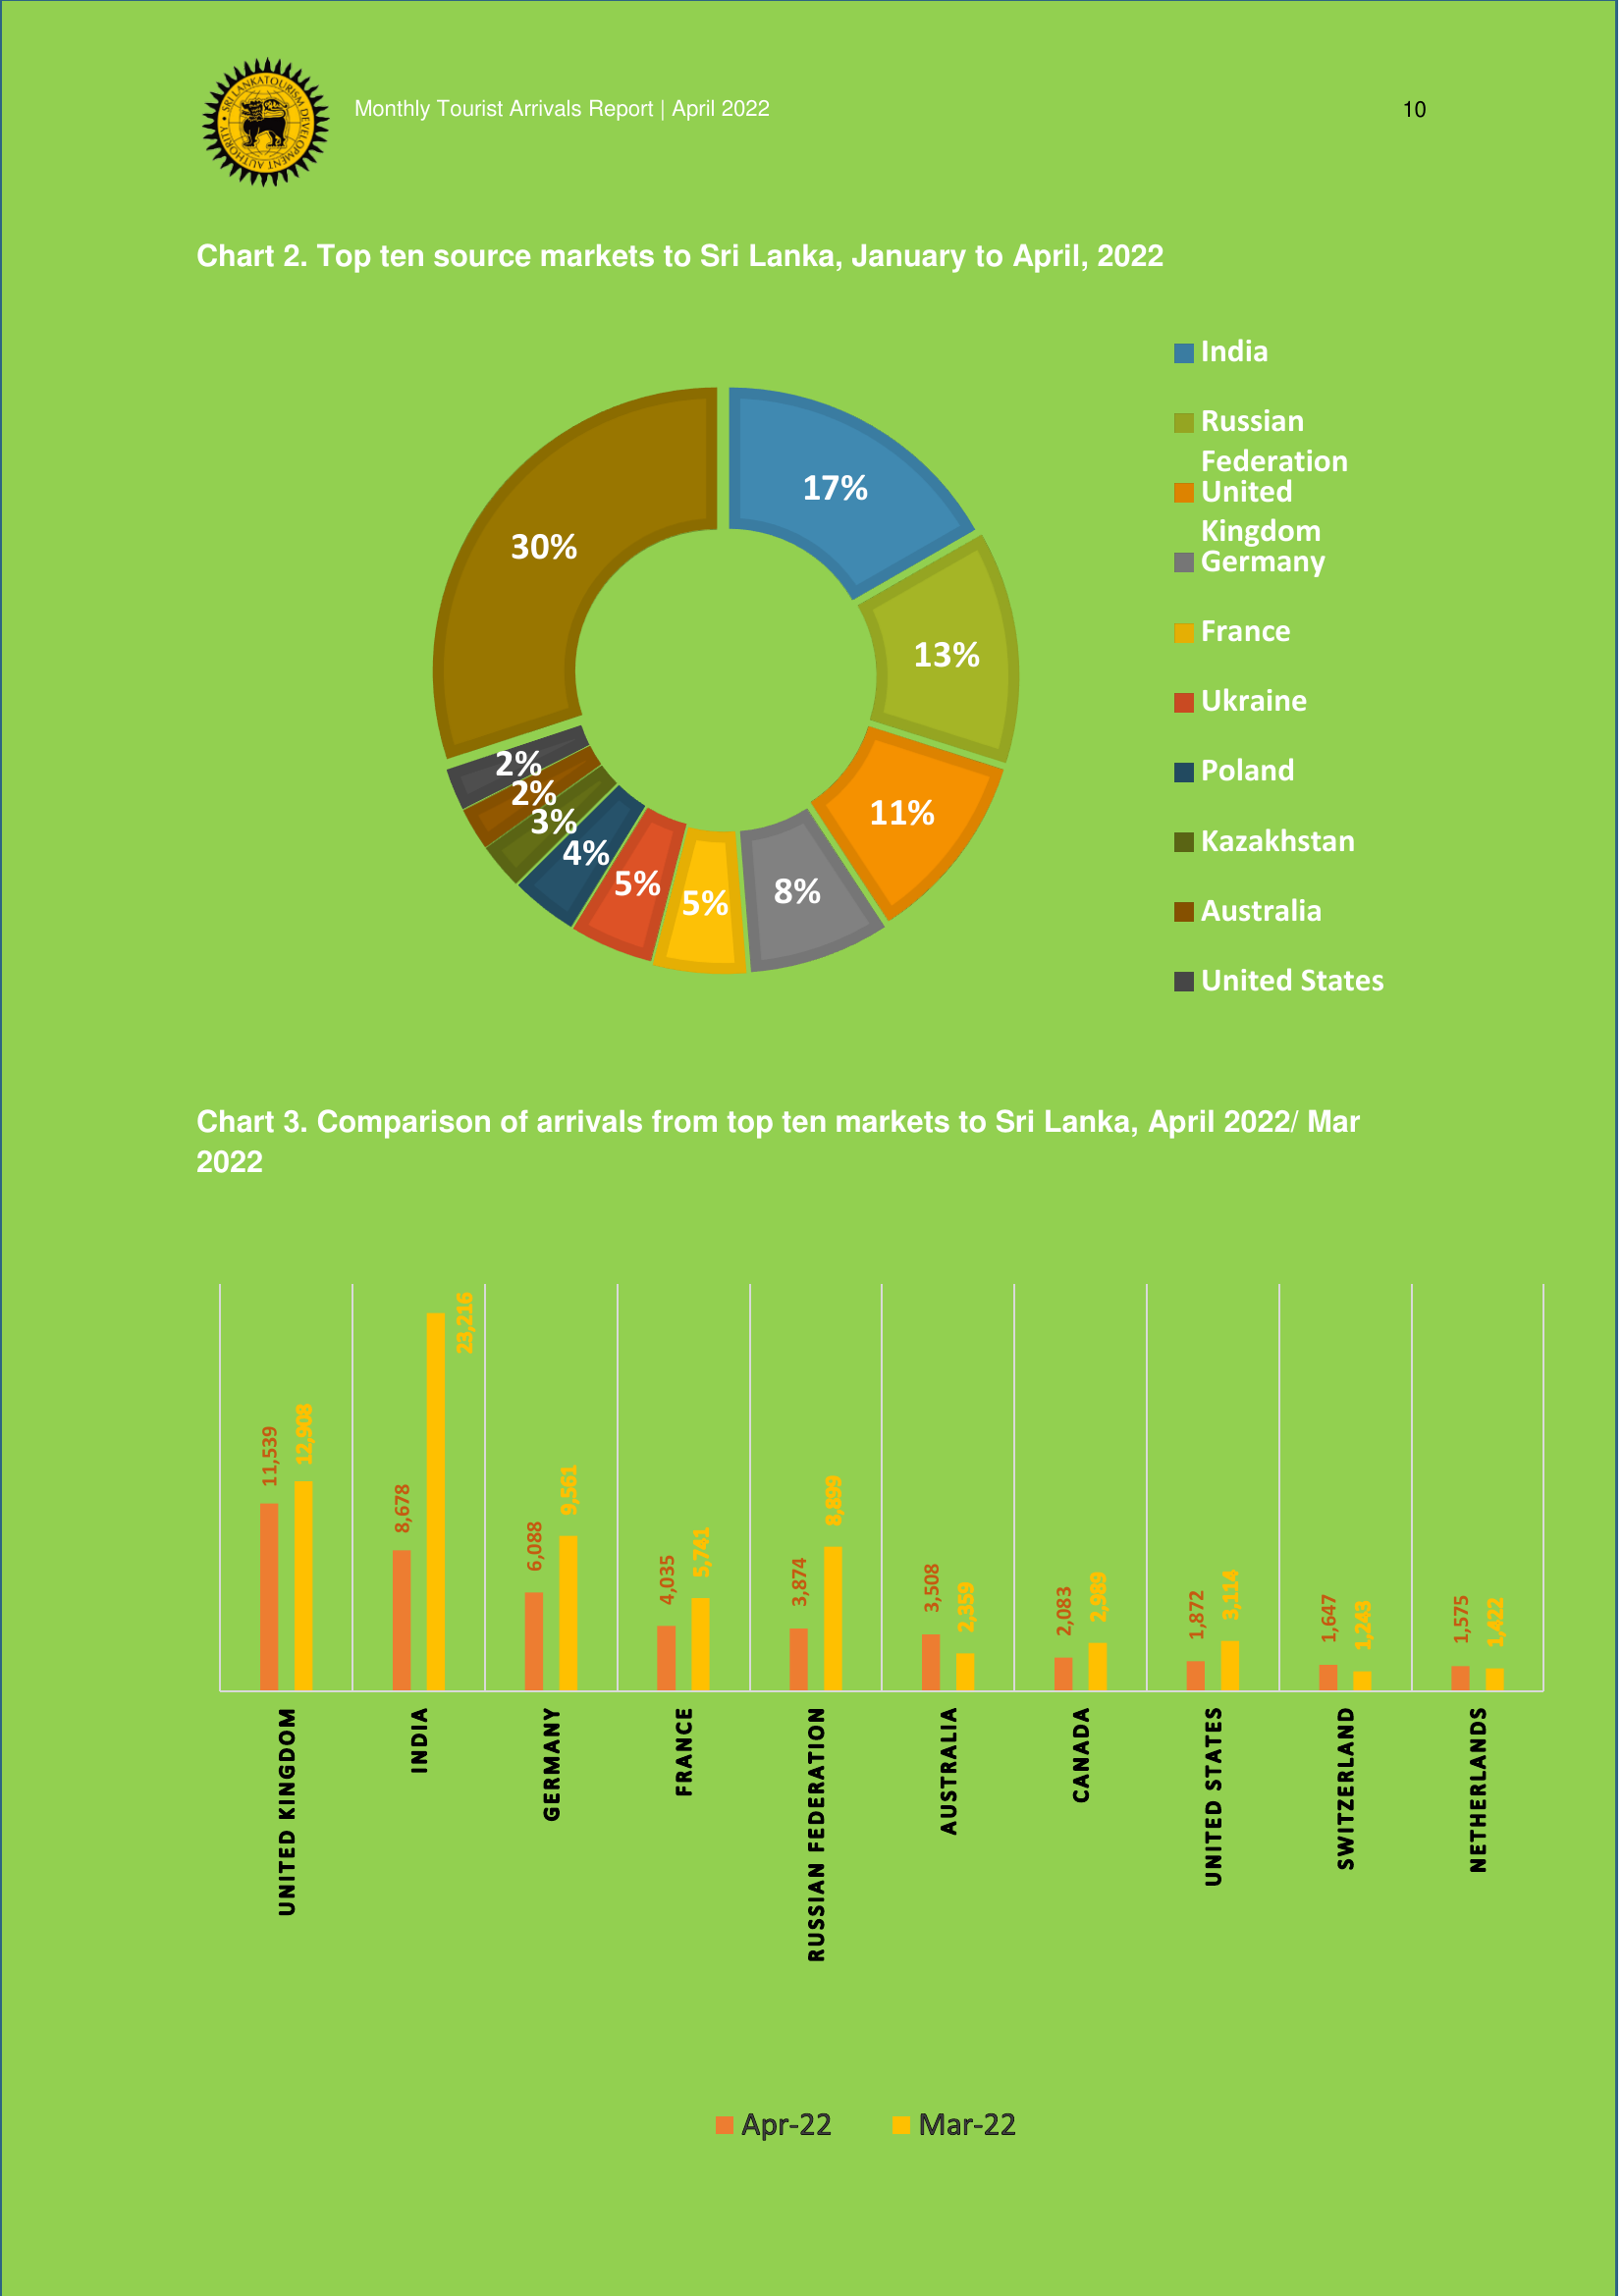 SRI LANKA TOURISM DEVELOPMENT AUTHORITY
Monthly Tourist Arrivals Report | April 2022
10
Chart 2. Top ten source markets to Sri Lanka, January to April, 2022
17%
13%
11%
8%
5%
5%
4%
3%
2%
2%
30%
India
Russian
Federation
United
Kingdom
Germany
France
Ukraine
Poland
Kazakhstan
Australia
United States
Chart 3. Comparison of arrivals from top ten markets to Sri Lanka, April 2022/ Mar
2022
11,539
12,908
8,678
23,216
6,088
9,561
4,035
5,741
3,874
8,899
3,508
2,359
2,083
2,989
1,872
3,114
1,647
1,243
1,575
1,422
UNITED KINGDOM
INDIA
GERMANY
FRANCE
RUSSIAN FEDERATION
AUSTRALIA
CANADA
UNITED STATES
SWITZERLAND
NETHERLANDS
Apr-22
Mar-22